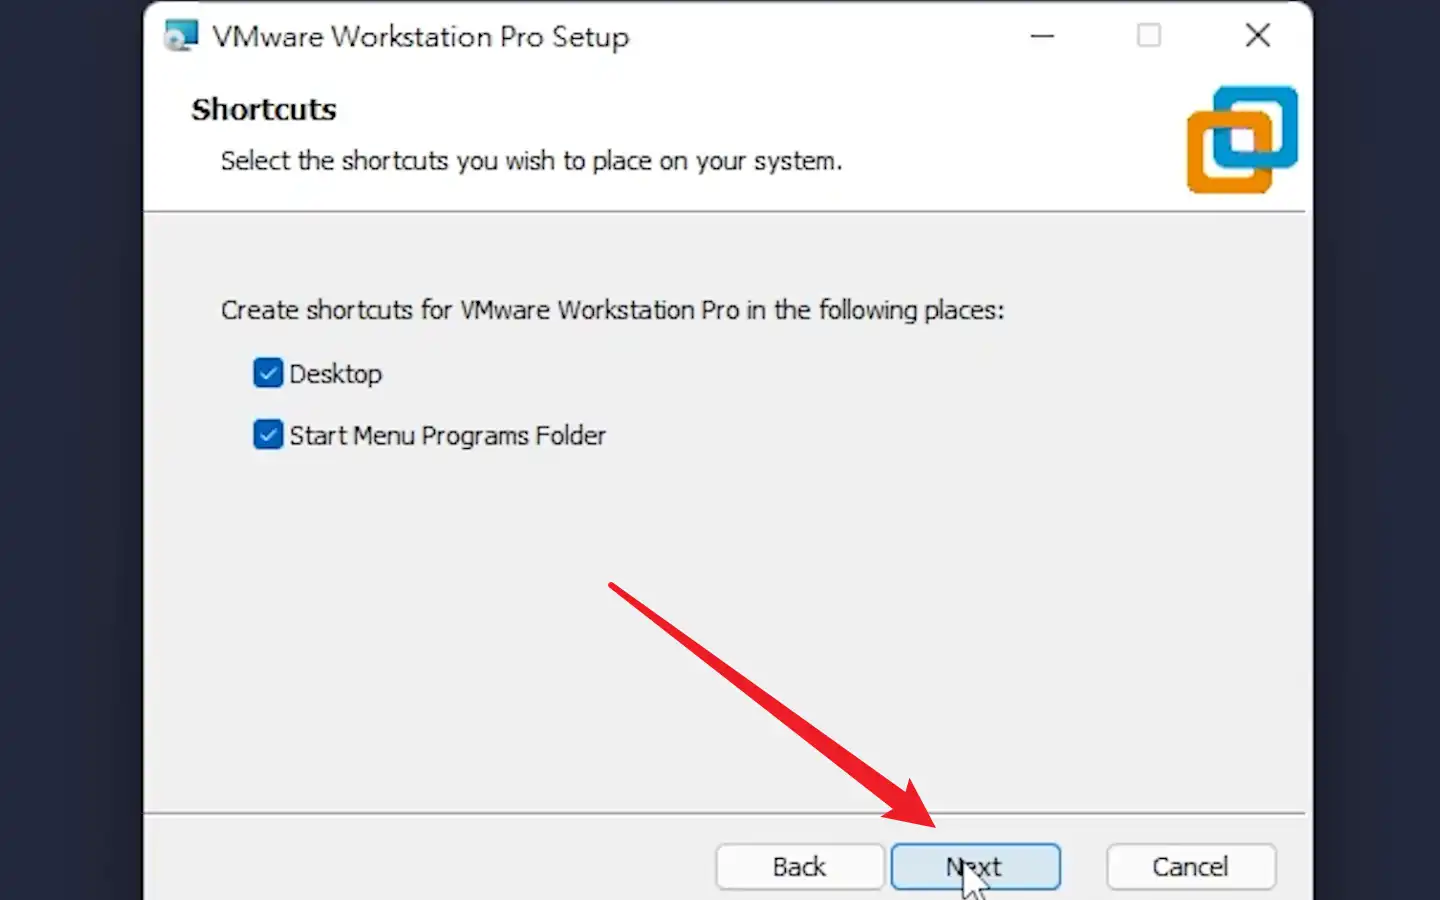 VMware Workstation Pro Setup
Shortcuts
Select the shortcuts you wish to place on your system.
Create shortcuts for VMware Workstation Pro in the following places:
Desktop
Start Menu Programs Folder
Back Next Cancel